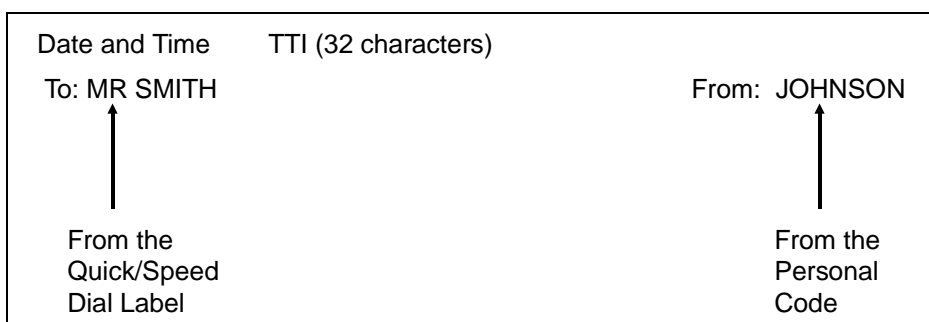 Date and Time TTI (32 characters)
To: MR SMITH From: JOHNSON
From the From the
Quick/Speed Personal
Dial Label Code